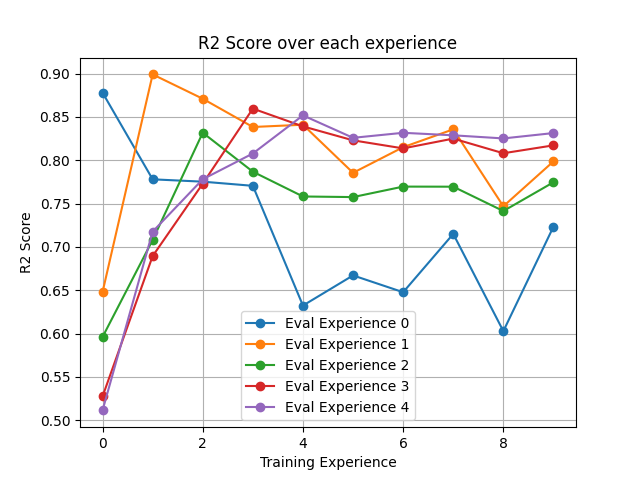 R2 Score over each experience
0.90
0.85
0.80
0.75
0.70
0.65
0.60
0.55
0.50
R2 Score
Eval Experience 0
Eval Experience 1
Eval Experience 2
Eval Experience 3
Eval Experience 4
0 2 4 6 8
Training Experience